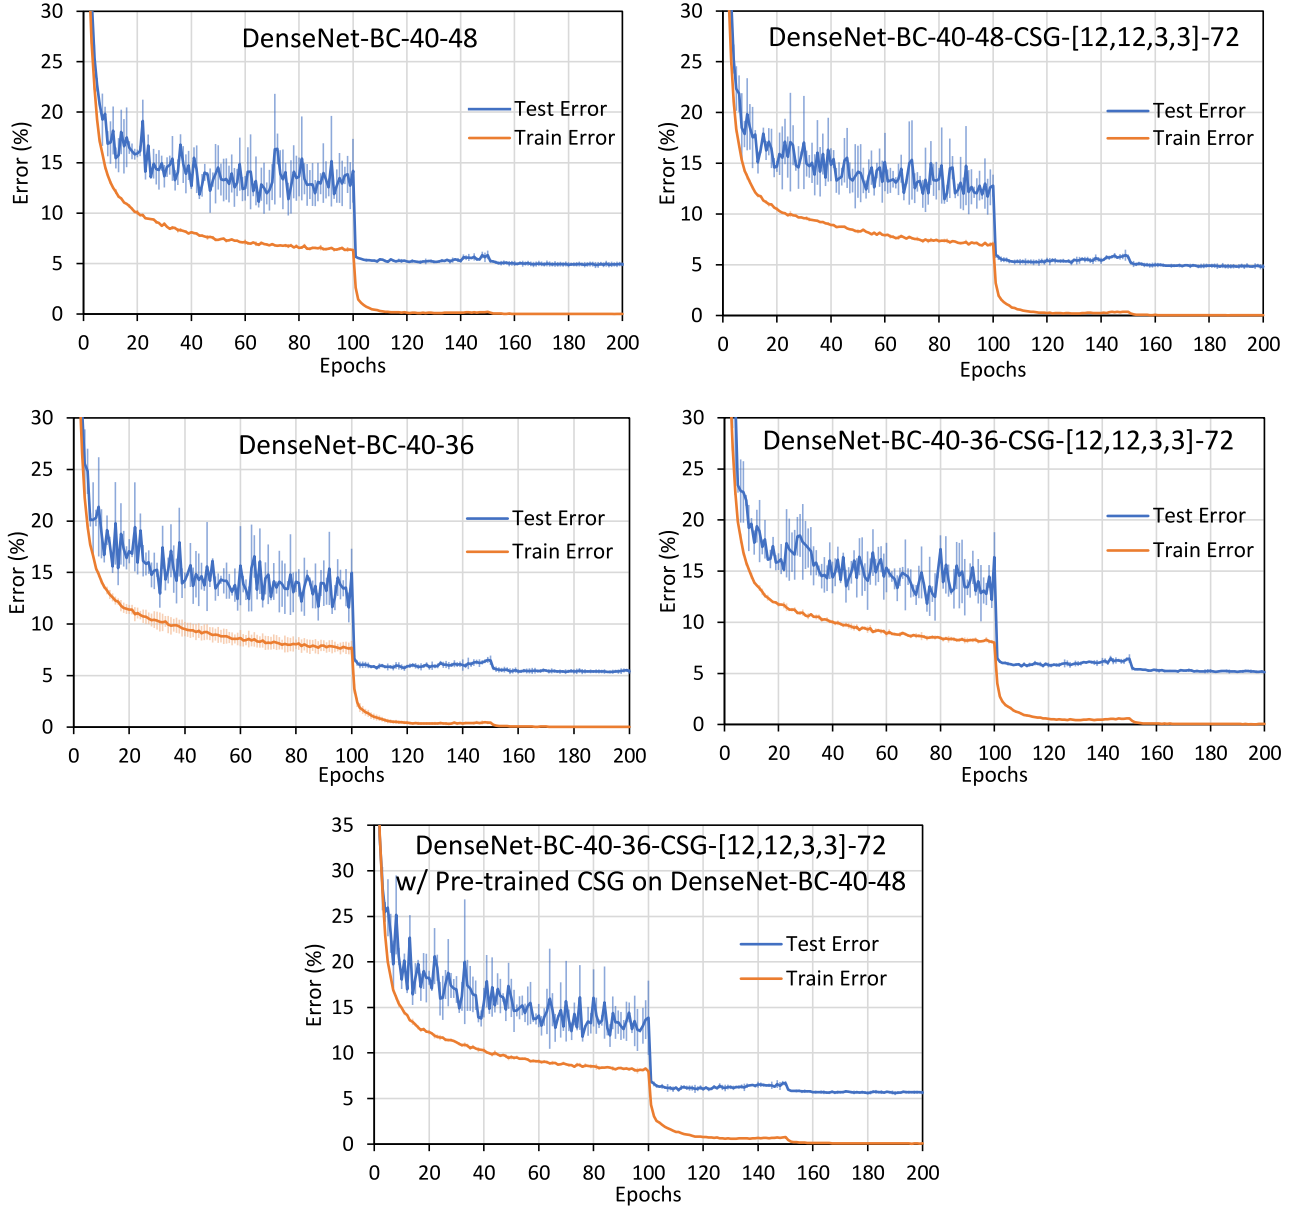 DenseNet-BC-40-48
Test Error
Train Error
Error (%)
30
25
20
15
10
5
0
0 20 40 60 80 100 120 140 160 180 200
Epochs
DenseNet-BC-40-48-CSG-[12,12,3,3]-72
Test Error
Train Error
Error (%)
30
25
20
15
10
5
0
0 20 40 60 80 100 120 140 160 180 200
Epochs
DenseNet-BC-40-36
Test Error
Train Error
Error (%)
30
25
20
15
10
5
0
0 20 40 60 80 100 120 140 160 180 200
Epochs
DenseNet-BC-40-36-CSG-[12,12,3,3]-72
Test Error
Train Error
Error (%)
30
25
20
15
10
5
0
0 20 40 60 80 100 120 140 160 180 200
Epochs
DenseNet-BC-40-36-CSG-[12,12,3,3]-72
w/ Pre-trained CSG on DenseNet-BC-40-48
Test Error
Train Error
Error (%)
35
30
25
20
15
10
5
0
0 20 40 60 80 100 120 140 160 180 200
Epochs